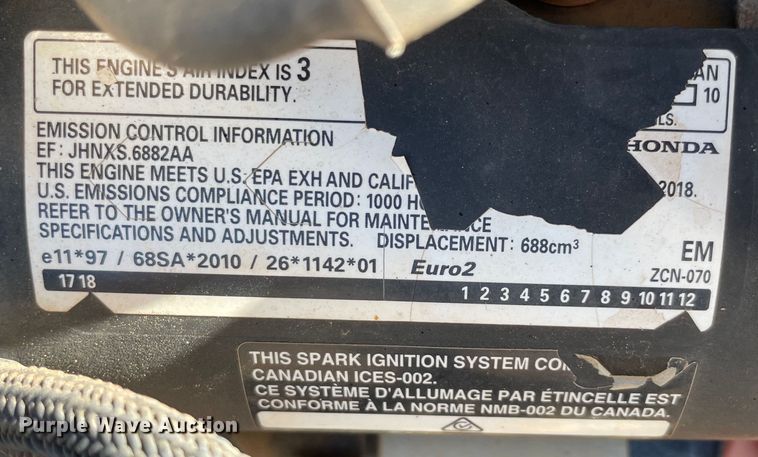 THIS ENGINE'S AIR INDEX IS 3
FOR EXTENDED DURABILITY.
AN
10
LS.
EMISSION CONTROL INFORMATION
HONDA
EF: JHNXS.6882AA
THIS ENGINE MEETS U.S. EPA EXH AND CALIF 2018.
U.S. EMISSIONS COMPLIANCE PERIOD: 1000 HO
REFER TO THE OWNER'S MANUAL FOR MAINTENANCE
SPECIFICATIONS AND ADJUSTMENTS. DISPLACEMENT: 688cm³
EM
e11*97 / 68SA*2010 / 26*1142*01 Euro2
ZCN-070
17 18 1 2 3 4 5 6 7 8 9 10 11 12
THIS SPARK IGNITION SYSTEM CO
CANADIAN ICES-002.
CE SYSTÈME D'ALLUMAGE PAR ÉTINCELLE EST
CONFORME À LA NORME NMB-002 DU CANADA.
Purple Wave Auction